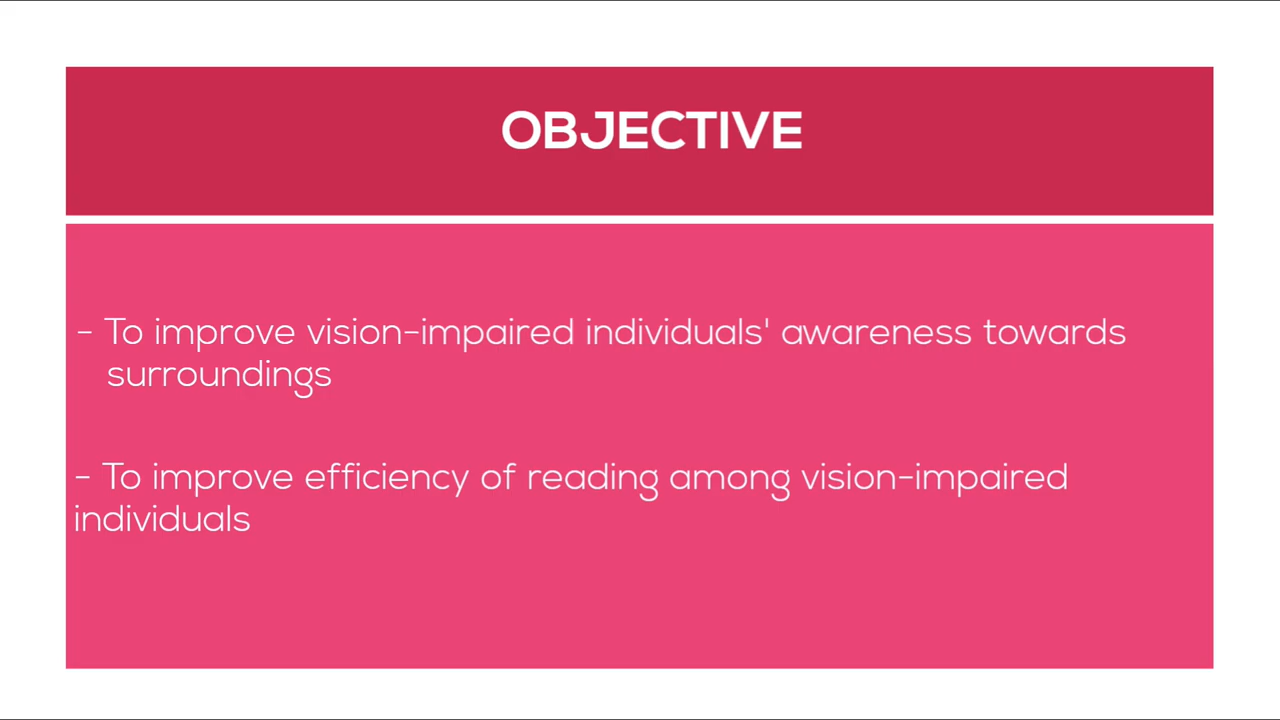 OBJECTIVE
- To improve vision-impaired individuals' awareness towards
surroundings
- To improve efficiency of reading among vision-impaired
individuals